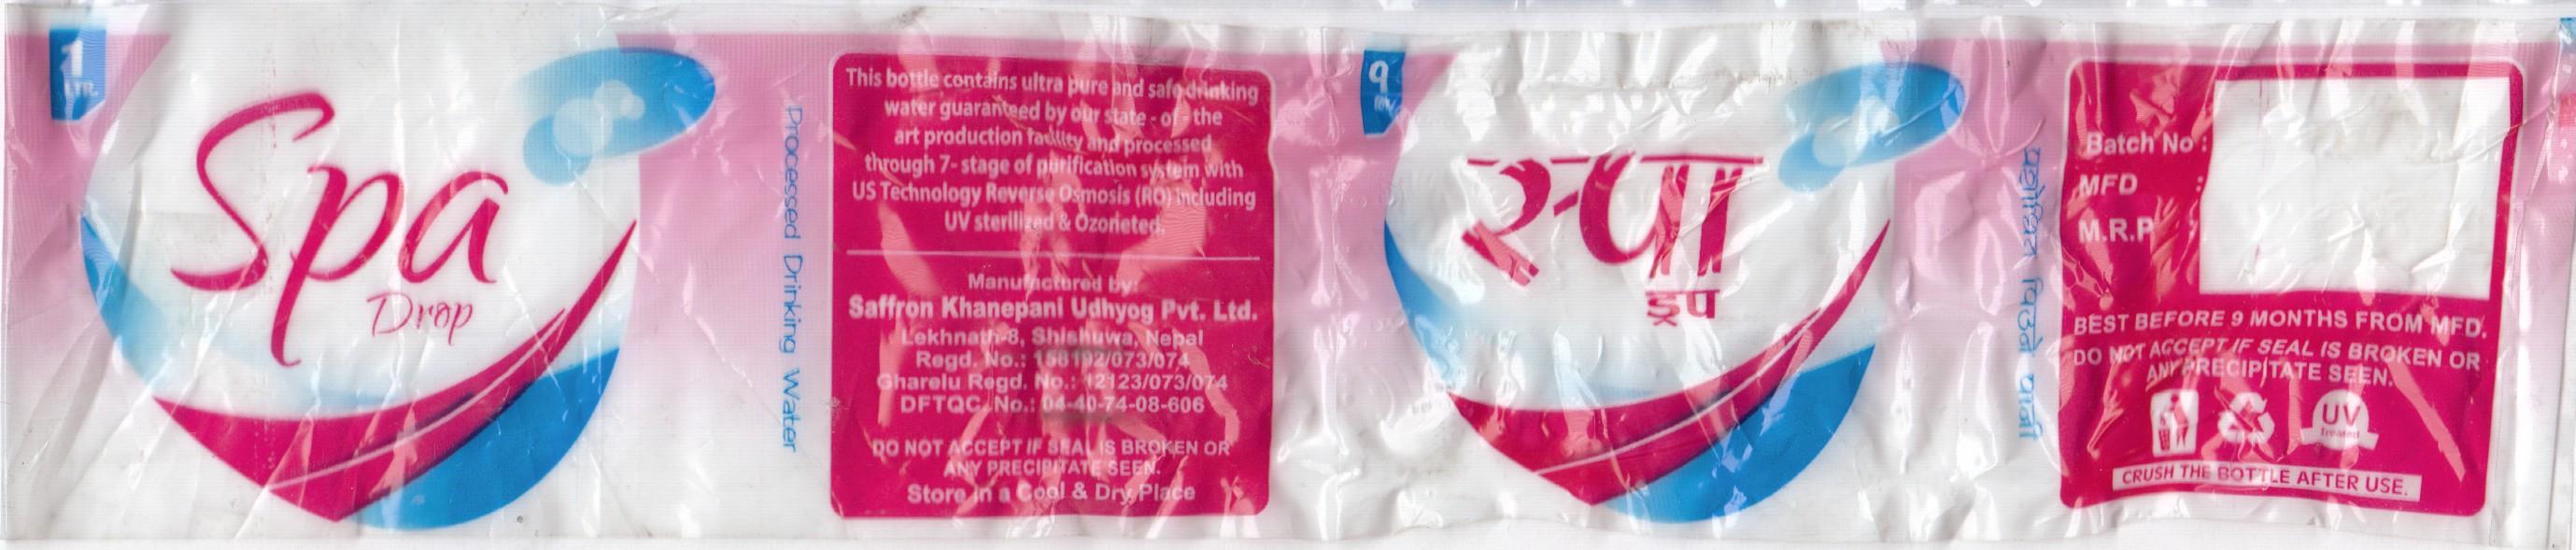 1
LTR.
Spa
Drop
Processed Drinking Water
This bottle contains ultra pure and safe drinking
water guaranteed by our state - of - the
art production facility and processed
through 7- stage of purification system with
US Technology Reverse Osmosis (RO) including
UV sterilized & Ozorieted.
Manufactured by:
Saffron Khanepani Udhyog Pvt. Ltd.
Lekhnath-8, Shishuwa, Nepal
Regd. No.: 158192/073/074
Gharelu Regd. No.: 12123/073/074
DFTQC. No.: 04-40-74-08-606
DO NOT ACCEPT IF SEAL IS BROKEN OR
ANY PRECIPITATE SEEN.
Store in a Cool & Dry Place
१
स्पा
ड्रप
प्रशोधित पिउने पानी
Batch No :
MFD :
M.R.P
BEST BEFORE 9 MONTHS FROM MFD.
DO NOT ACCEPT IF SEAL IS BROKEN OR
ANY PRECIPITATE SEEN.
UV
Treated
CRUSH THE BOTTLE AFTER USE.